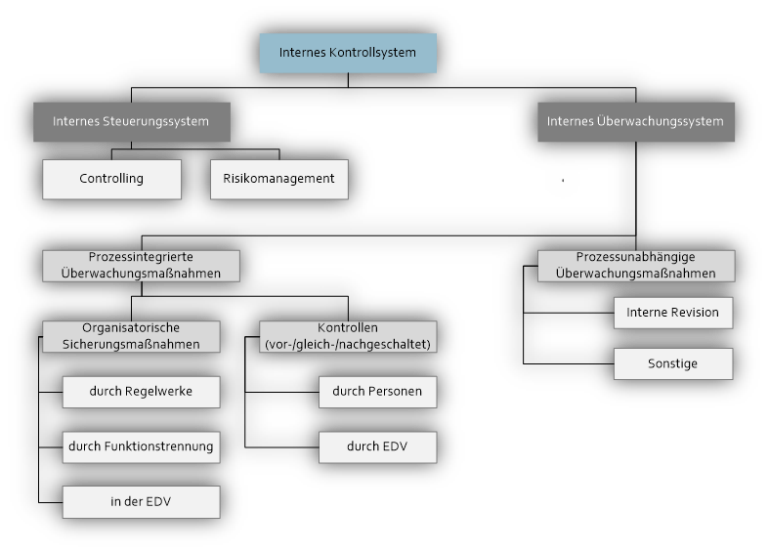 Internes Kontrollsystem
Internes Steuerungssystem
Internes Überwachungssystem
Controlling
Risikomanagement
Prozessintegrierte
Überwachungsmaßnahmen
Prozessunabhängige
Überwachungsmaßnahmen
Interne Revision
Sonstige
Organisatorische
Sicherungsmaßnahmen
Kontrollen
(vor-/gleich-/nachgeschaltet)
durch Regelwerke
durch Personen
durch Funktionstrennung
durch EDV
in der EDV